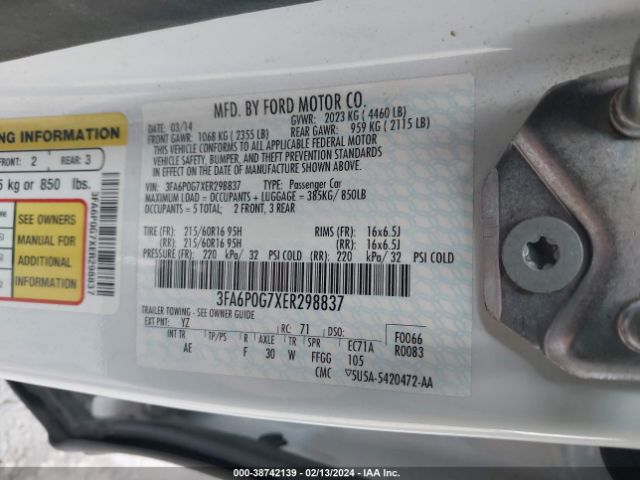 MFD. BY FORD MOTOR CO.
DATE: 03/14 GVWR: 2023 KG ( 4460 LB)
FRONT GAWR: 1068 KG ( 2355 LB) REAR GAWR: 959 KG ( 2115 LB)
THIS VEHICLE CONFORMS TO ALL APPLICABLE FEDERAL MOTOR
VEHICLE SAFETY, BUMPER, AND THEFT PREVENTION STANDARDS
IN EFFECT ON THE DATE OF MANUFACTURE SHOWN ABOVE.
VIN: 3FA6P0G7XER298837 TYPE: Passenger Car
MAXIMUM LOAD = OCCUPANTS + LUGGAGE = 385KG/ 850LB
OCCUPANTS = 5 TOTAL; 2 FRONT, 3 REAR
TIRE (FR): 215/60R16 95H RIMS (FR): 16x6.5J
(RR): 215/60R16 95H (RR): 16x6.5J
PRESSURE (FR): 220 kPa/ 32 PSI COLD (RR): 220 kPa/ 32 PSI COLD
3FA6P0G7XER298837
TRAILER TOWING - SEE OWNER GUIDE
EXT PNT: YZ RC: 71 DSO: F0066
INT TR TP/PS R AXLE TR SPR EC71A R0083
AE F 30 W FFGG 105
CMC 5U5A-5420472-AA
NG INFORMATION
FRONT: 2 REAR: 3
5 kg or 850 lbs.
SEE OWNERS
MANUAL FOR
ADDITIONAL
INFORMATION
3FA6P0G7XER298837
000-38742139 - 02/13/2024 - IAA Inc.